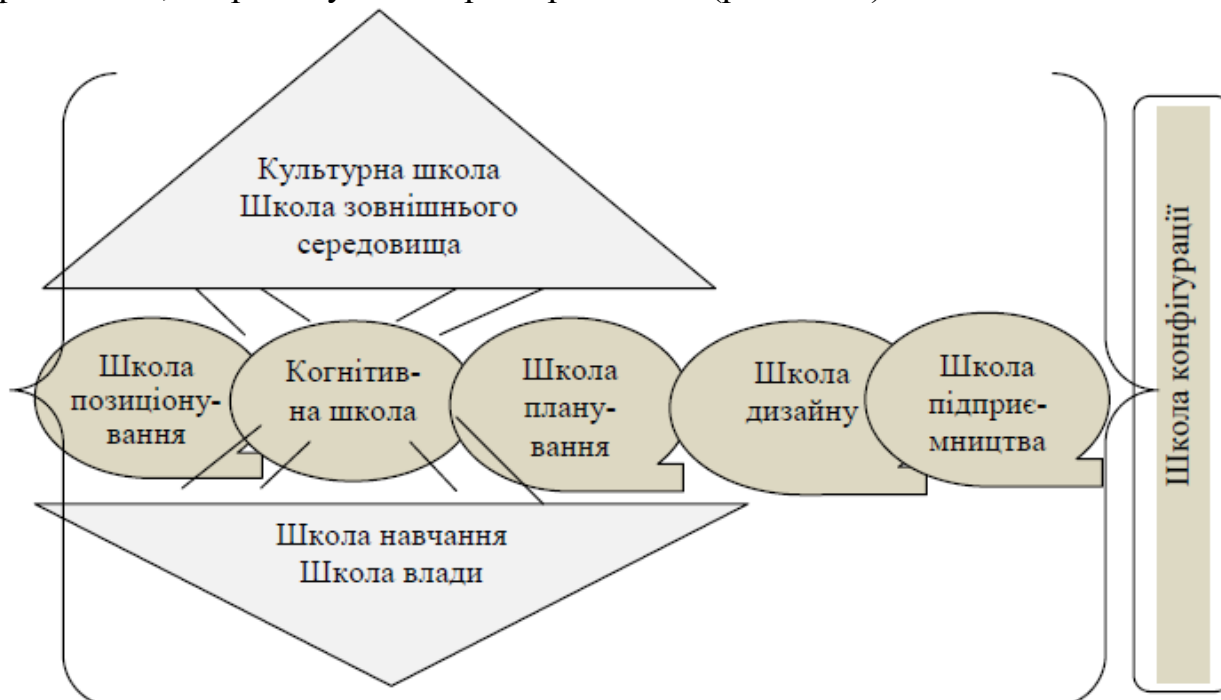 Культурна школа
Школа зовнішнього
середовища
Школа
позиціону-
вання
Когнітив-
на школа
Школа
плану-
вання
Школа
дизайну
Школа
підприє-
мництва
Школа навчання
Школа влади
Школа конфігурації